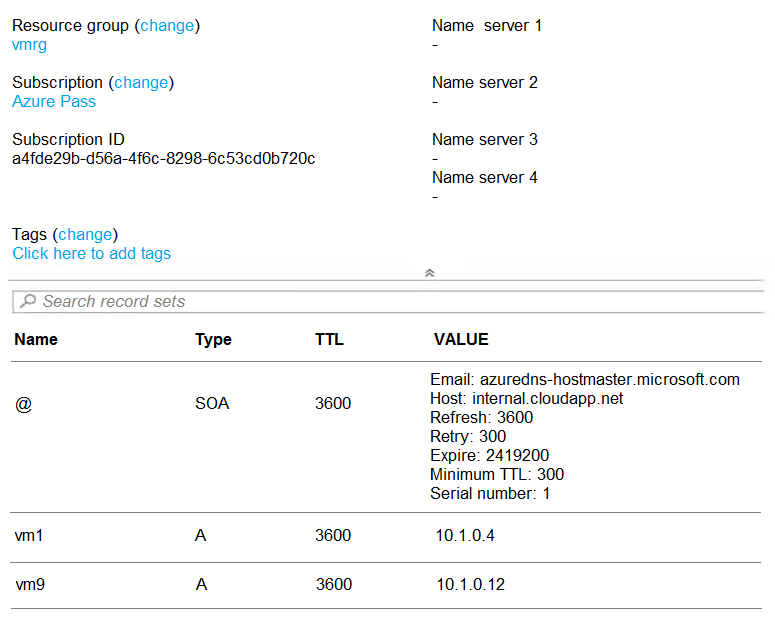 Resource group (change)
vmrg
Name server 1
-
Subscription (change)
Azure Pass
Name server 2
-
Subscription ID
a4fde29b-d56a-4f6c-8298-6c53cd0b720c
Name server 3
-
Name server 4
-
Tags (change)
Click here to add tags
Search record sets
Name Type TTL VALUE
@ SOA 3600
Email: azuredns-hostmaster.microsoft.com
Host: internal.cloudapp.net
Refresh: 3600
Retry: 300
Expire: 2419200
Minimum TTL: 300
Serial number: 1
vm1 A 3600 10.1.0.4
vm9 A 3600 10.1.0.12